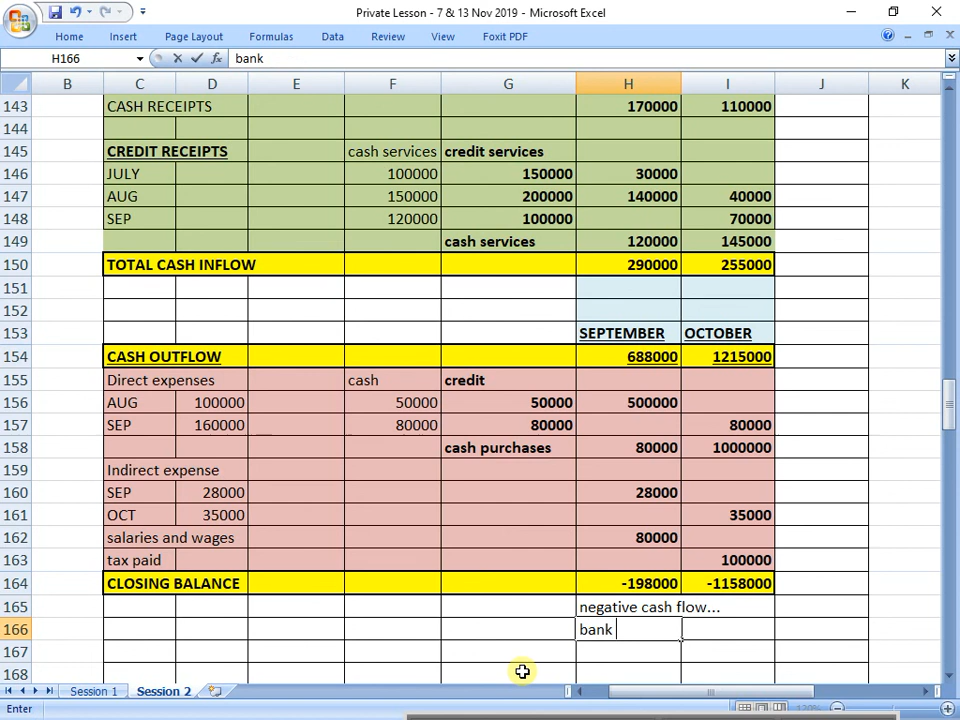 Private Lesson - 7 & 13 Nov 2019 - Microsoft Excel
Home Insert Page Layout Formulas Data Review View Foxit PDF
H166 fx bank
B C D E F G H I J K
143 CASH RECEIPTS 170000 110000
144
145 CREDIT RECEIPTS cash services credit services
146 JULY 100000 150000 30000
147 AUG 150000 200000 140000 40000
148 SEP 120000 100000 70000
149 cash services 120000 145000
150 TOTAL CASH INFLOW 290000 255000
151
152
153 SEPTEMBER OCTOBER
154 CASH OUTFLOW 688000 1215000
155 Direct expenses cash credit
156 AUG 100000 50000 50000 500000
157 SEP 160000 80000 80000 80000
158 cash purchases 80000 1000000
159 Indirect expense
160 SEP 28000 28000
161 OCT 35000 35000
162 salaries and wages 80000
163 tax paid 100000
164 CLOSING BALANCE -198000 -1158000
165 negative cash flow...
166 bank
167
168
Session 1 Session 2
Enter 120%